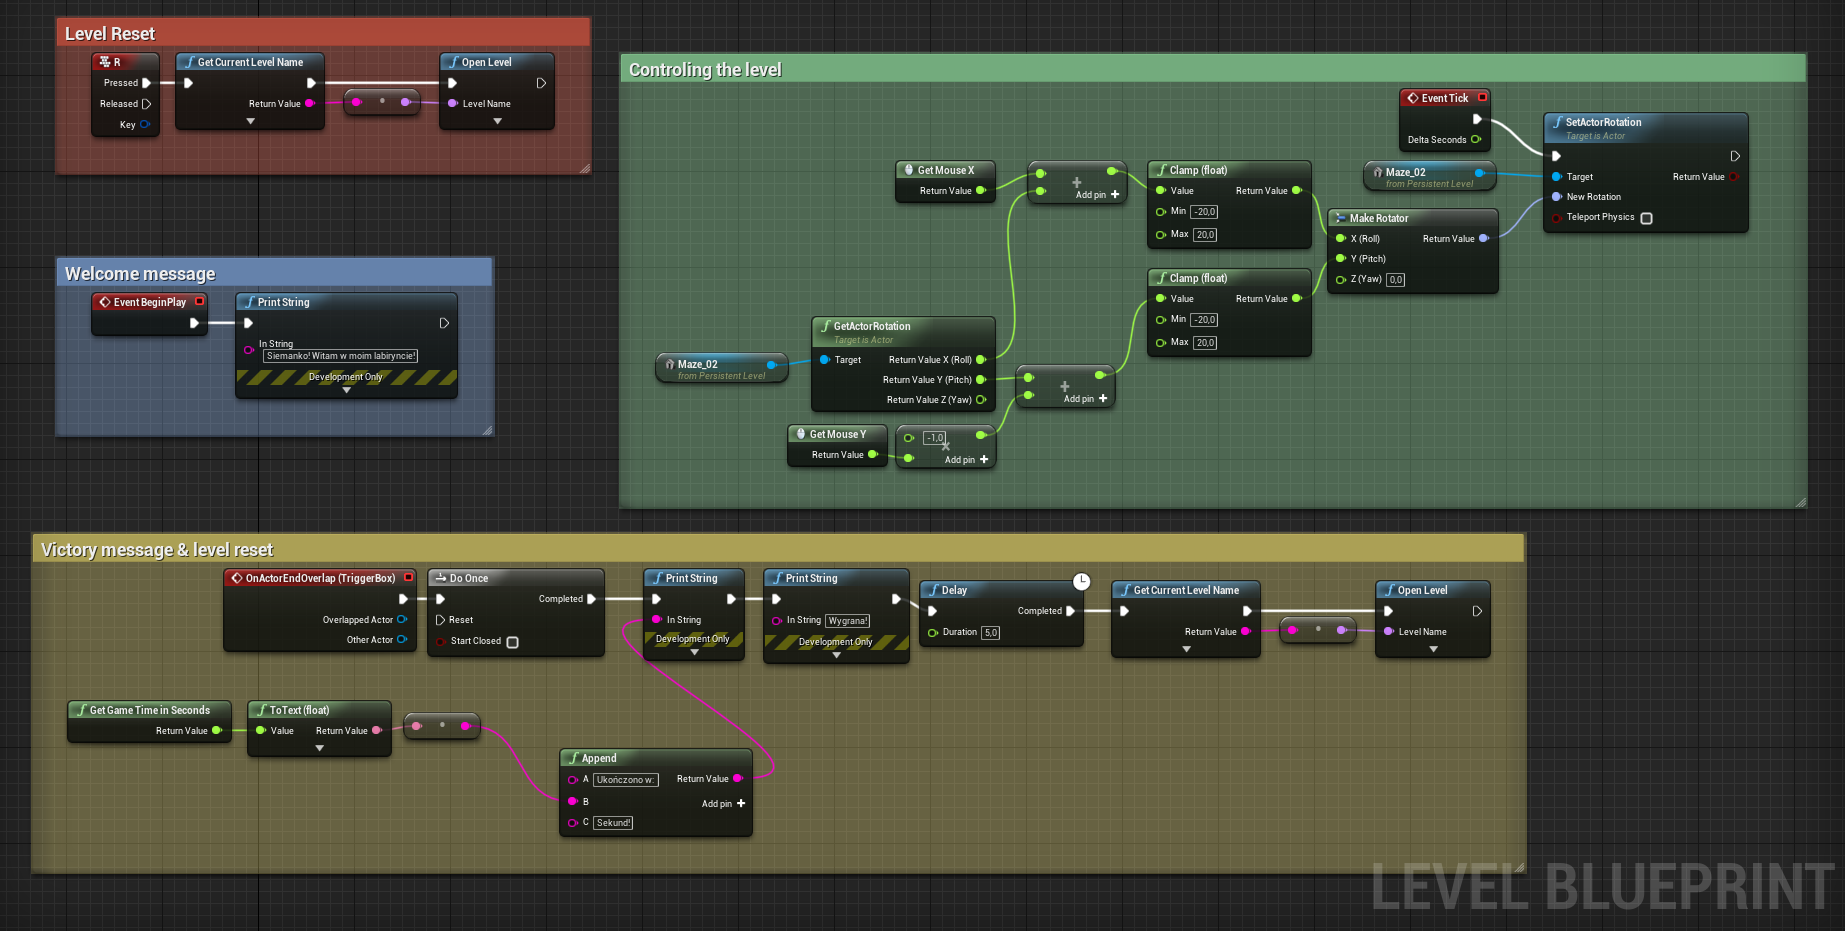 Level Reset
R
Pressed
Released
Key
Get Current Level Name
Return Value
Open Level
Level Name
Welcome message
Event BeginPlay
Print String
In String
Siemanko! Witam w moim labiryncie!
Development Only
Controling the level
Event Tick
Delta Seconds
SetActorRotation
Target is Actor
Target
Return Value
New Rotation
Teleport Physics
Maze_02
from Persistent Level
Get Mouse X
Return Value
+
Add pin +
Clamp (float)
Value
Return Value
Min -20,0
Max 20,0
Make Rotator
X (Roll)
Return Value
Y (Pitch)
Z (Yaw) 0,0
Clamp (float)
Value
Return Value
Min -20,0
Max 20,0
GetActorRotation
Target is Actor
Target
Return Value X (Roll)
Return Value Y (Pitch)
Return Value Z (Yaw)
Maze_02
from Persistent Level
+
Add pin +
Get Mouse Y
Return Value
-1,0
x
Add pin +
Victory message & level reset
OnActorEndOverlap (TriggerBox)
Overlapped Actor
Other Actor
Do Once
Completed
Reset
Start Closed
Print String
In String
Development Only
Print String
In String Wygrana!
Development Only
Delay
Completed
Duration 5,0
Get Current Level Name
Return Value
Open Level
Level Name
Get Game Time in Seconds
Return Value
ToText (float)
Value
Return Value
Append
A Ukończono w:
Return Value
B
Add pin +
C Sekund!
LEVEL BLUEPRINT